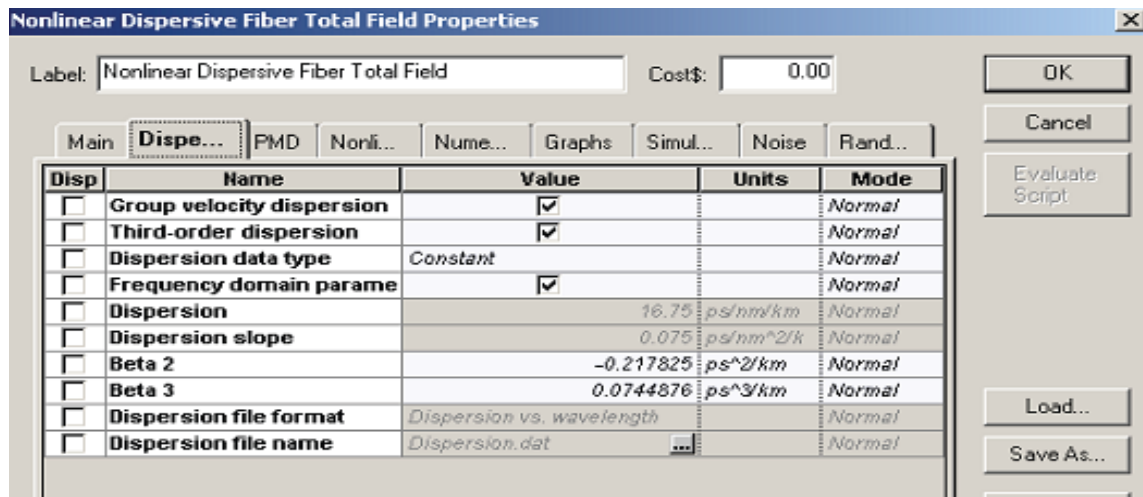 Nonlinear Dispersive Fiber Total Field Properties
Label: Nonlinear Dispersive Fiber Total Field Cost$: 0.00 OK
Cancel
Main Dispe... PMD Nonli... Nume... Graphs Simul... Noise Rand...
Evaluate Script
Disp Name Value Units Mode
Group velocity dispersion Normal
Third-order dispersion Normal
Dispersion data type Constant Normal
Frequency domain parame Normal
Dispersion 16.75 ps/nm/km Normal
Dispersion slope 0.075 ps/nm^2/k Normal
Beta 2 -0.217825 ps^2/km Normal
Beta 3 0.0744876 ps^3/km Normal
Dispersion file format Dispersion vs. wavelength Normal
Dispersion file name Dispersion.dat ... Normal
Load...
Save As...